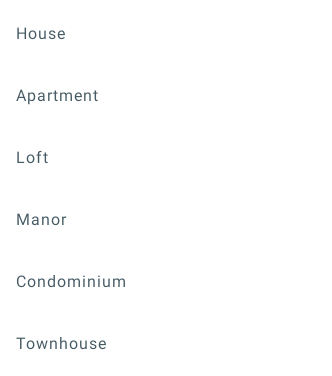 House
Apartment
Loft
Manor
Condominium
Townhouse